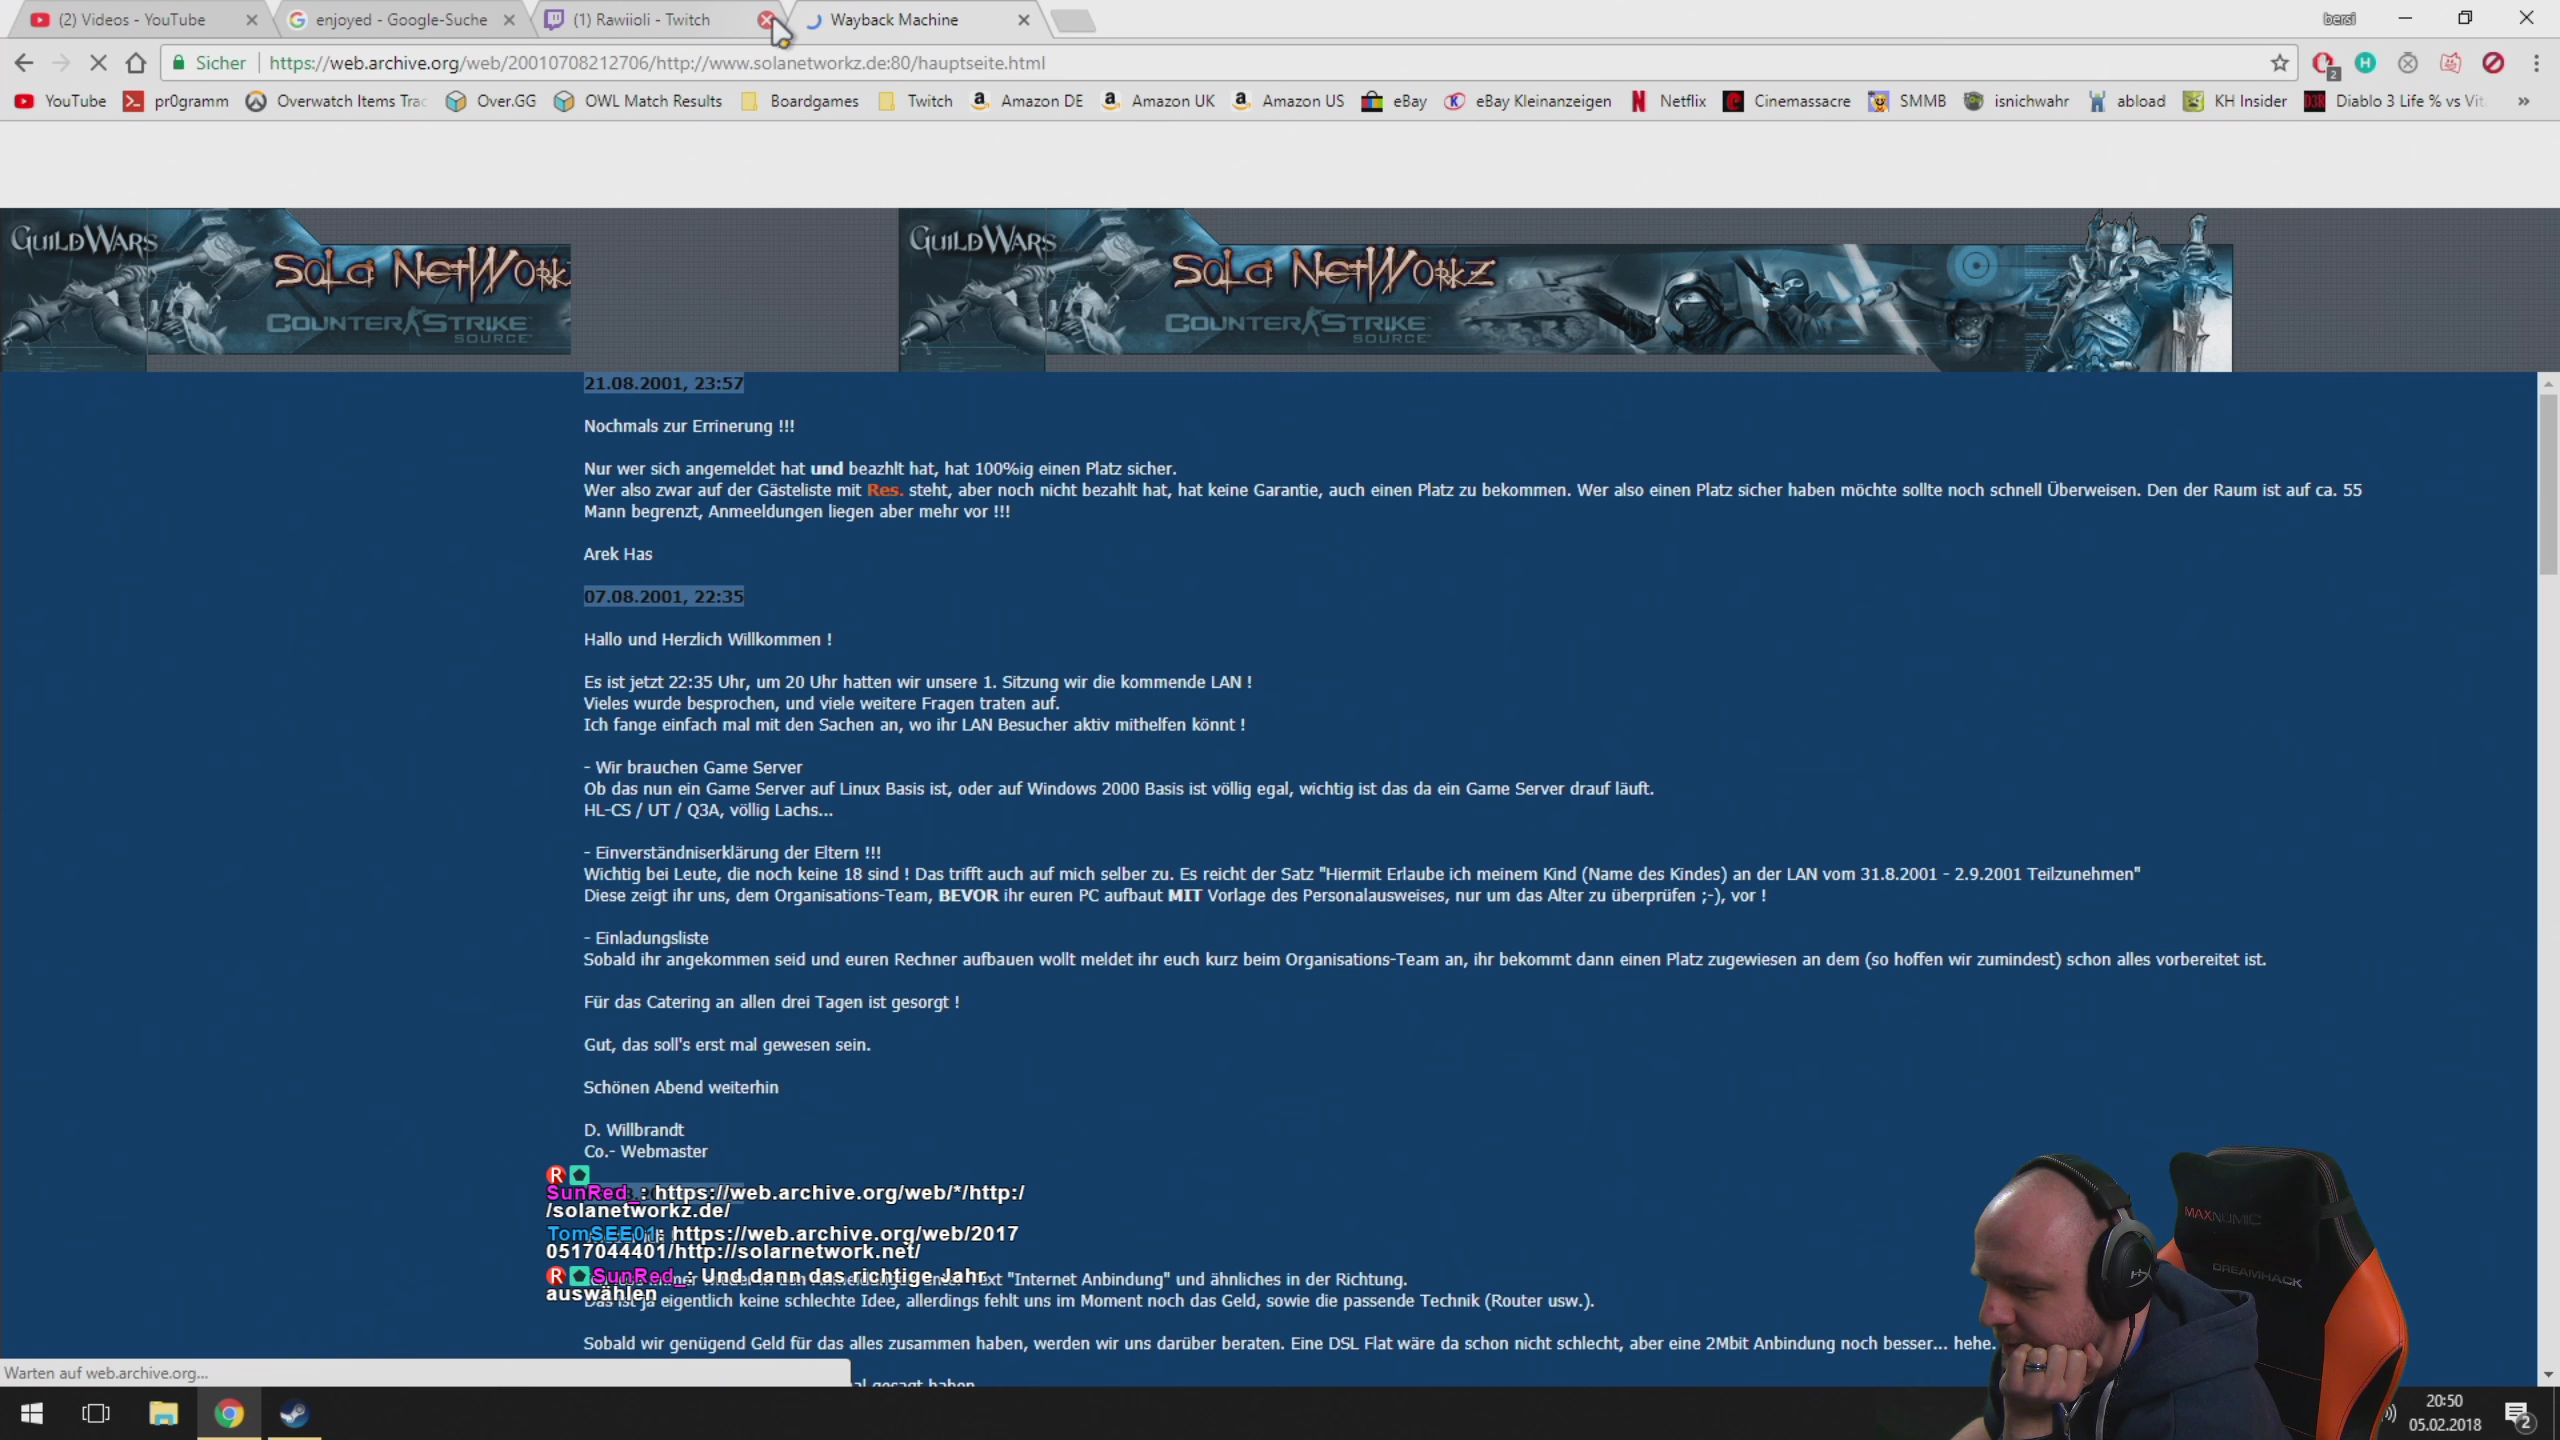 (2) Videos - YouTube
enjoyed - Google-Suche
(1) Rawiioli - Twitch
Wayback Machine
bersi
Sicher
https://web.archive.org/web/20010708212706/http://www.solanetworkz.de:80/hauptseite.html
2
YouTube
pr0gramm
Overwatch Items Trac
Over.GG
OWL Match Results
Boardgames
Twitch
Amazon DE
Amazon UK
Amazon US
eBay
eBay Kleinanzeigen
Netflix
Cinemassacre
SMMB
isnichwahr
abload
KH Insider
Diablo 3 Life % vs Vit
GUILDWARS
SOLA NETWORK
COUNTER STRIKE
SOURCE
GUILDWARS
SOLA NETWORKZ
COUNTER STRIKE
SOURCE
21.08.2001, 23:57
Nochmals zur Errinerung !!!
Nur wer sich angemeldet hat und beazhlt hat, hat 100%ig einen Platz sicher.
Wer also zwar auf der Gästeliste mit Res. steht, aber noch nicht bezahlt hat, hat keine Garantie, auch einen Platz zu bekommen. Wer also einen Platz sicher haben möchte sollte noch schnell Überweisen. Den der Raum ist auf ca. 55
Mann begrenzt, Anmeeldungen liegen aber mehr vor !!!
Arek Has
07.08.2001, 22:35
Hallo und Herzlich Willkommen !
Es ist jetzt 22:35 Uhr, um 20 Uhr hatten wir unsere 1. Sitzung wir die kommende LAN !
Vieles wurde besprochen, und viele weitere Fragen traten auf.
Ich fange einfach mal mit den Sachen an, wo ihr LAN Besucher aktiv mithelfen könnt !
- Wir brauchen Game Server
Ob das nun ein Game Server auf Linux Basis ist, oder auf Windows 2000 Basis ist völlig egal, wichtig ist das da ein Game Server drauf läuft.
HL-CS / UT / Q3A, völlig Lachs...
- Einverständniserklärung der Eltern !!!
Wichtig bei Leute, die noch keine 18 sind ! Das trifft auch auf mich selber zu. Es reicht der Satz "Hiermit Erlaube ich meinem Kind (Name des Kindes) an der LAN vom 31.8.2001 - 2.9.2001 Teilzunehmen"
Diese zeigt ihr uns, dem Organisations-Team, BEVOR ihr euren PC aufbaut MIT Vorlage des Personalausweises, nur um das Alter zu überprüfen ;-), vor !
- Einladungsliste
Sobald ihr angekommen seid und euren Rechner aufbauen wollt meldet ihr euch kurz beim Organisations-Team an, ihr bekommt dann einen Platz zugewiesen an dem (so hoffen wir zumindest) schon alles vorbereitet ist.
Für das Catering an allen drei Tagen ist gesorgt !
Gut, das soll's erst mal gewesen sein.
Schönen Abend weiterhin
D. Willbrandt
Co.- Webmaster
SunRed_: https://web.archive.org/web/*/http:/
/solanetworkz.de/
TomSEE01: https://web.archive.org/web/2017
0517044401/http://solarnetwork.net/
SunRed_: Und dann das richtige Jahr
auswählen
Text "Internet Anbindung" und ähnliches in der Richtung.
Das ist ja eigentlich keine schlechte Idee, allerdings fehlt uns im Moment noch das Geld, sowie die passende Technik (Router usw.).
Sobald wir genügend Geld für das alles zusammen haben, werden wir uns darüber beraten. Eine DSL Flat wäre da schon nicht schlecht, aber eine 2Mbit Anbindung noch besser... hehe.
Warten auf web.archive.org...
MAXNOMIC
DREAMHACK
20:50
05.02.2018
2